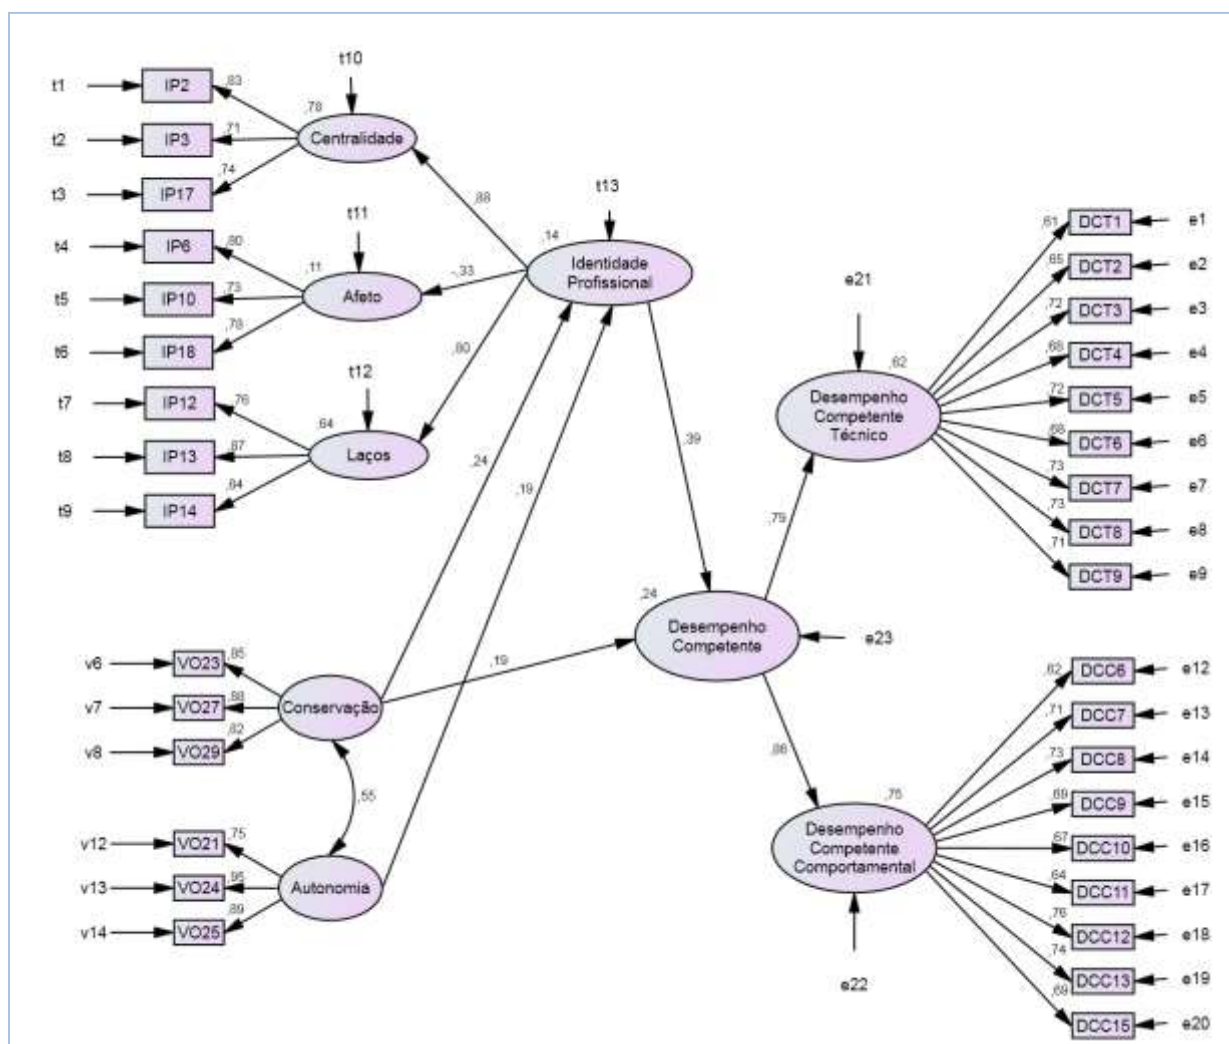 t10
t1
IP2
,83
,78
Centralidade
t2
IP3
,71
t3
IP17
,74
t13
,88
t11
t4
IP6
,80
,14
Identidade
Profissional
,11
Afeto
-,33
t5
IP10
,73
t6
IP18
,78
t12
,80
t7
IP12
,76
,64
Laços
t8
IP13
,87
t9
IP14
,84
,24
,19
,39
e21
,62
Desempenho
Competente
Técnico
,61
DCT1
e1
,65
DCT2
e2
,72
DCT3
e3
,68
DCT4
e4
,72
DCT5
e5
,68
DCT6
e6
,73
DCT7
e7
,73
DCT8
e8
,71
DCT9
e9
,79
,24
Desempenho
Competente
e23
,19
v6
VO23
,85
v7
VO27
,88
Conservação
v8
VO29
,82
,55
v12
VO21
,75
v13
VO24
,95
Autonomia
v14
VO25
,89
,86
,75
Desempenho
Competente
Comportamental
e22
,62
DCC6
e12
,71
DCC7
e13
,73
DCC8
e14
,69
DCC9
e15
,67
DCC10
e16
,64
DCC11
e17
,76
DCC12
e18
,74
DCC13
e19
,69
DCC15
e20